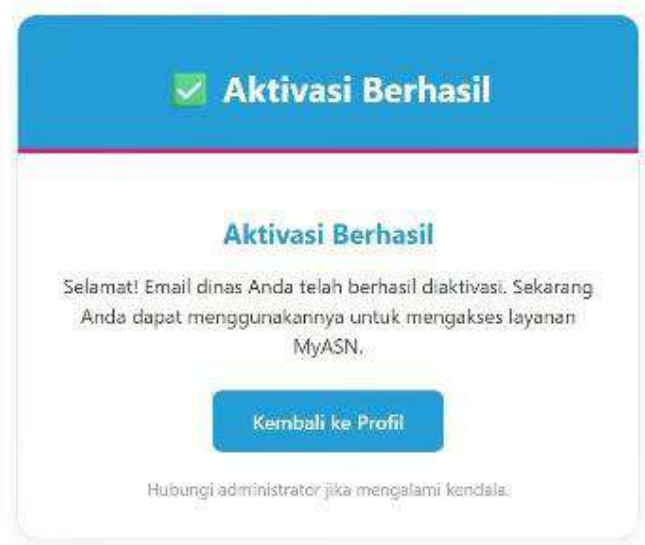 ✅ Aktivasi Berhasil
Aktivasi Berhasil
Selamat! Email dinas Anda telah berhasil diaktivasi. Sekarang
Anda dapat menggunakannya untuk mengakses layanan
MyASN.
Kembali ke Profil
Hubungi administrator jika mengalami kendala.